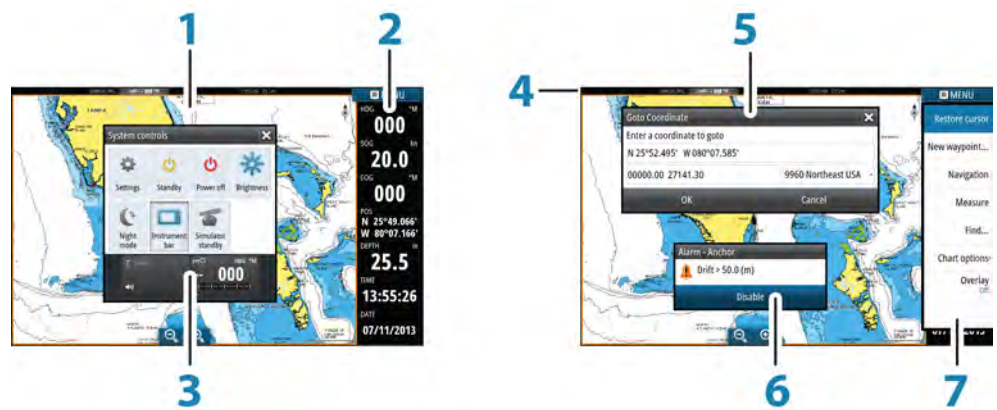 1
2
5
4
MENU
HDG °M
000
SOG kn
20.0
COG °M
000
POS
N 25°49.066'
W 80°07.166'
DEPTH m
25.5
TIME
13:55:26
DATE
07/11/2013
TAMPA
System controls
Settings
Standby
Power off
Brightness
Night mode
Instrument bar
Simulator standby
000
3
Goto Coordinate
Enter a coordinate to goto
N 25°52.495' W 080°07.585'
00000.00 27141.30 9960 Northeast USA
OK
Cancel
Alarm - Anchor
Drift > 50.0 (m)
Disable
MENU
Restore cursor
New waypoint...
Navigation
Measure
Find...
Chart options
Overlay
Off
6
7